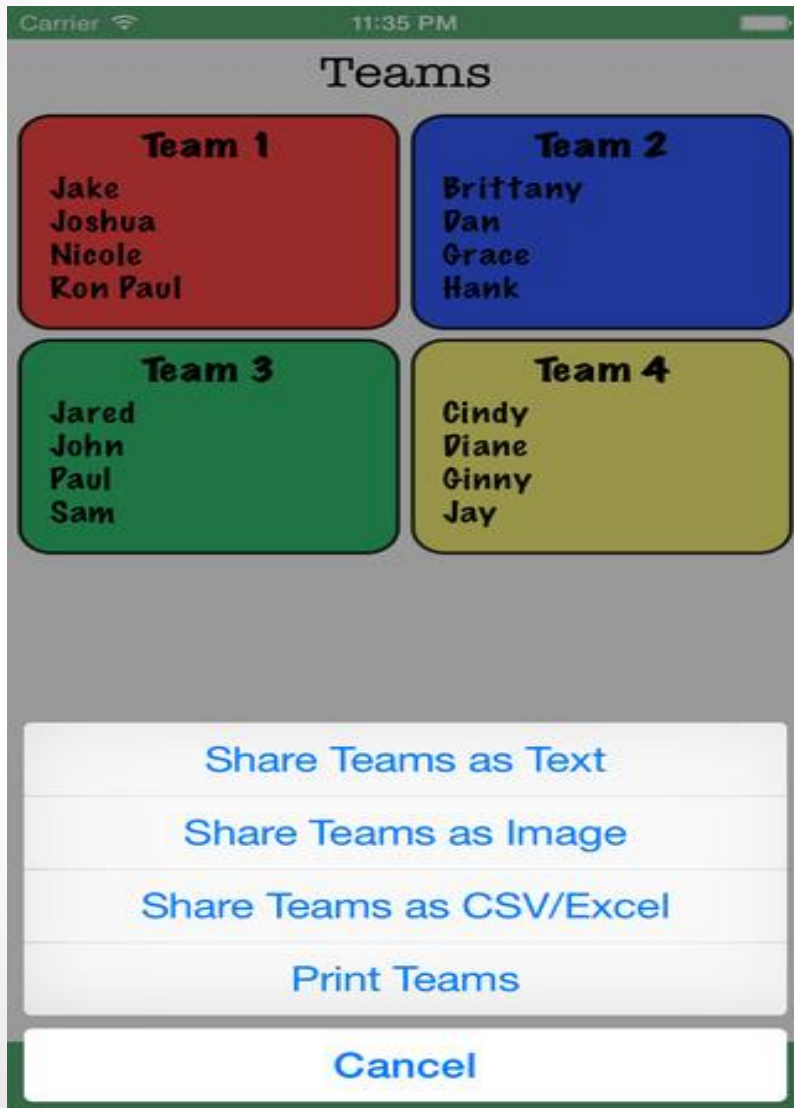 Carrier 11:35 PM
Teams
Team 1
Jake
Joshua
Nicole
Ron Paul
Team 2
Brittany
Dan
Grace
Hank
Team 3
Jared
John
Paul
Sam
Team 4
Cindy
Diane
Ginny
Jay
Share Teams as Text
Share Teams as Image
Share Teams as CSV/Excel
Print Teams
Cancel